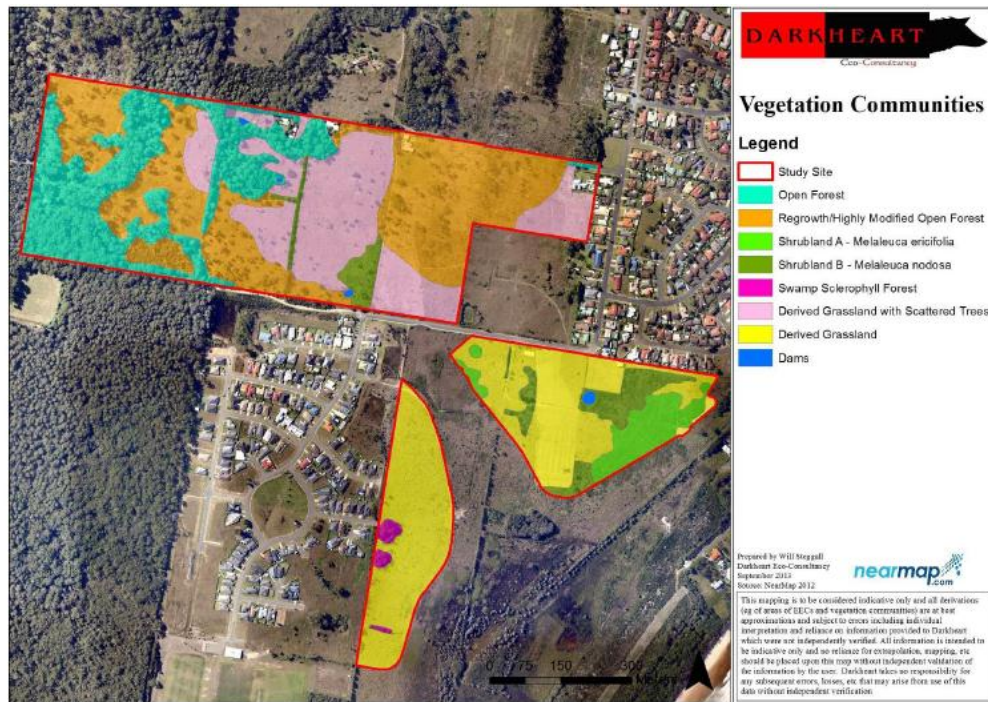 DARKHEART
Eco-Consultancy
Vegetation Communities
Legend
Study Site
Open Forest
Regrowth/Highly Modified Open Forest
Shrubland A - Melaleuca ericifolia
Shrubland B - Melaleuca nodosa
Swamp Sclerophyll Forest
Derived Grassland with Scattered Trees
Derived Grassland
Dams
Prepared by Will Steggall
Darkheart Eco-Consultancy
September 2013
Source: NearMap 2012
nearmap
.com
This mapping is to be considered indicative only and all derivations
(eg of areas of EECs and vegetation communities) are at best
approximations and subject to errors including individual
interpretation and reliance on information provided to Darkheart
which were not independently verified. All information is intended to
be indicative only and no reliance for extrapolation, mapping, etc
should be placed upon this map without independent validation of
the information by the user. Darkheart takes no responsibility for
any subsequent errors, losses, etc that may arise from use of this
data without independent verification
0 75 150 300